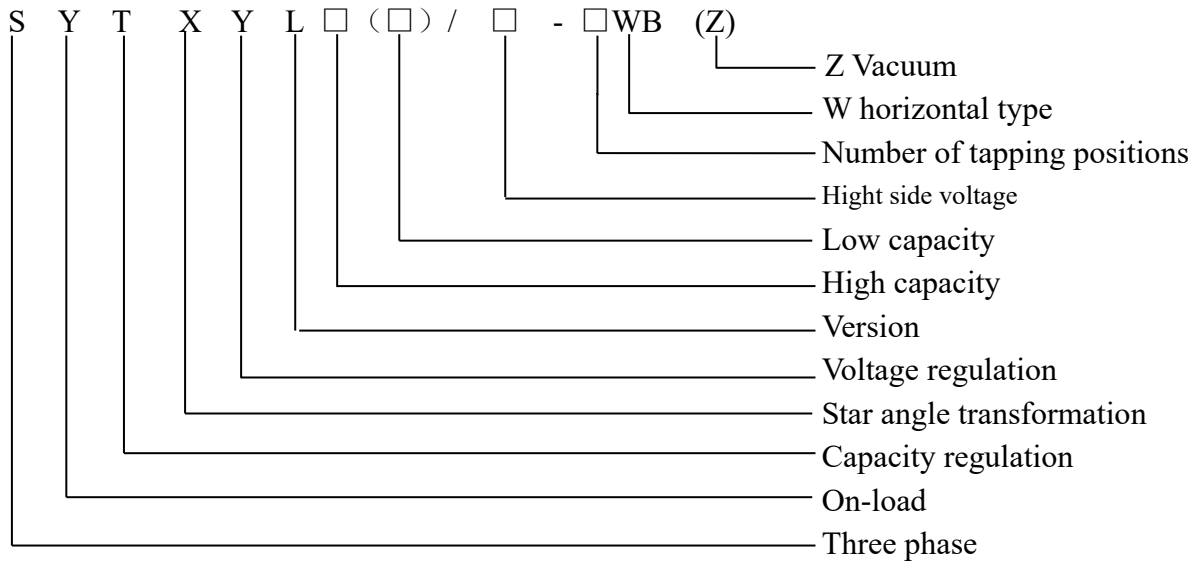 S Y T X Y L □ （□）/ □ - □WB (Z)
Z Vacuum
W horizontal type
Number of tapping positions
Hight side voltage
Low capacity
High capacity
Version
Voltage regulation
Star angle transformation
Capacity regulation
On-load
Three phase